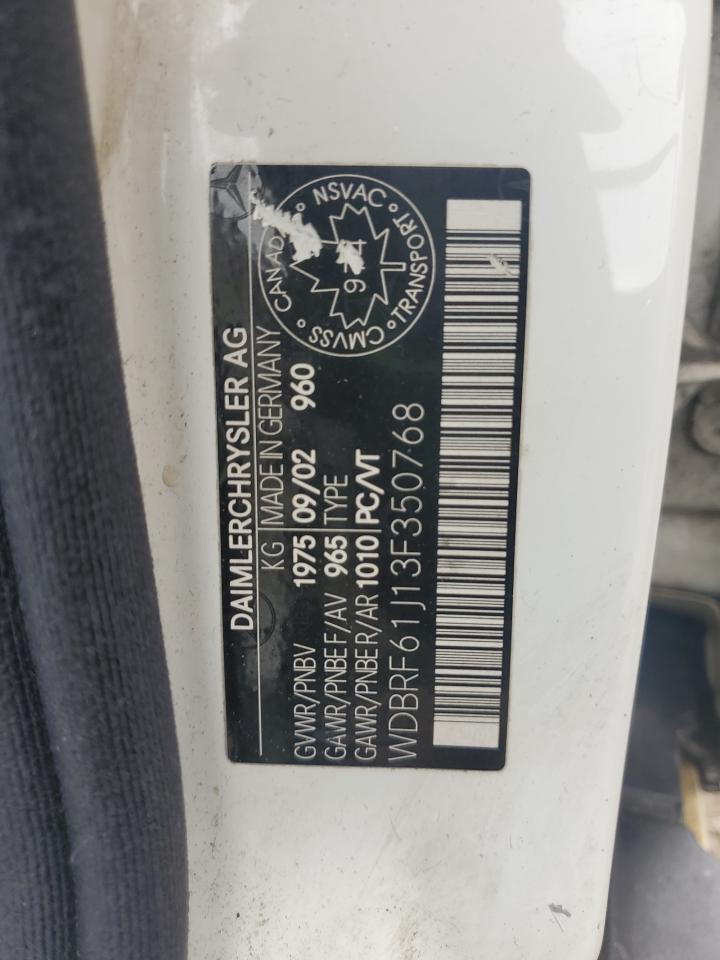 DAIMLERCHRYSLER AG
KG MADE IN GERMANY
GVWR/PNBV 1975 09/02 960
GAWR/PNBE F/AV 965 TYPE
GAWR/PNBE R/AR 1010 PC/VT
WDBRF61J13F350768
CANADA NSVAC TRANSPORT CMVSS